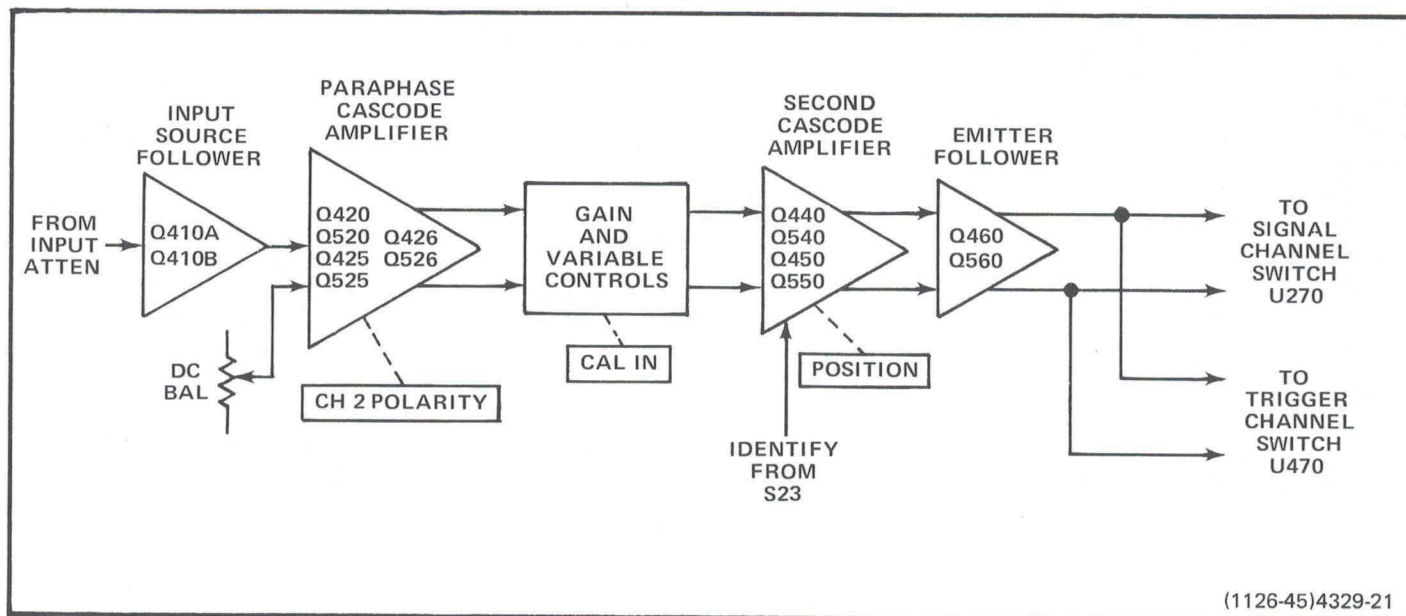 INPUT
SOURCE
FOLLOWER
PARAPHASE
CASCODE
AMPLIFIER
SECOND
CASCODE
AMPLIFIER
EMITTER
FOLLOWER
FROM
INPUT
ATTEN
Q410A
Q410B
Q420
Q520
Q425
Q525
Q426
Q526
GAIN
AND
VARIABLE
CONTROLS
Q440
Q540
Q450
Q550
Q460
Q560
TO
SIGNAL
CHANNEL
SWITCH
U270
DC
BAL
CH 2 POLARITY
CAL IN
POSITION
IDENTIFY
FROM
S23
TO
TRIGGER
CHANNEL
SWITCH
U470
(1126-45)4329-21